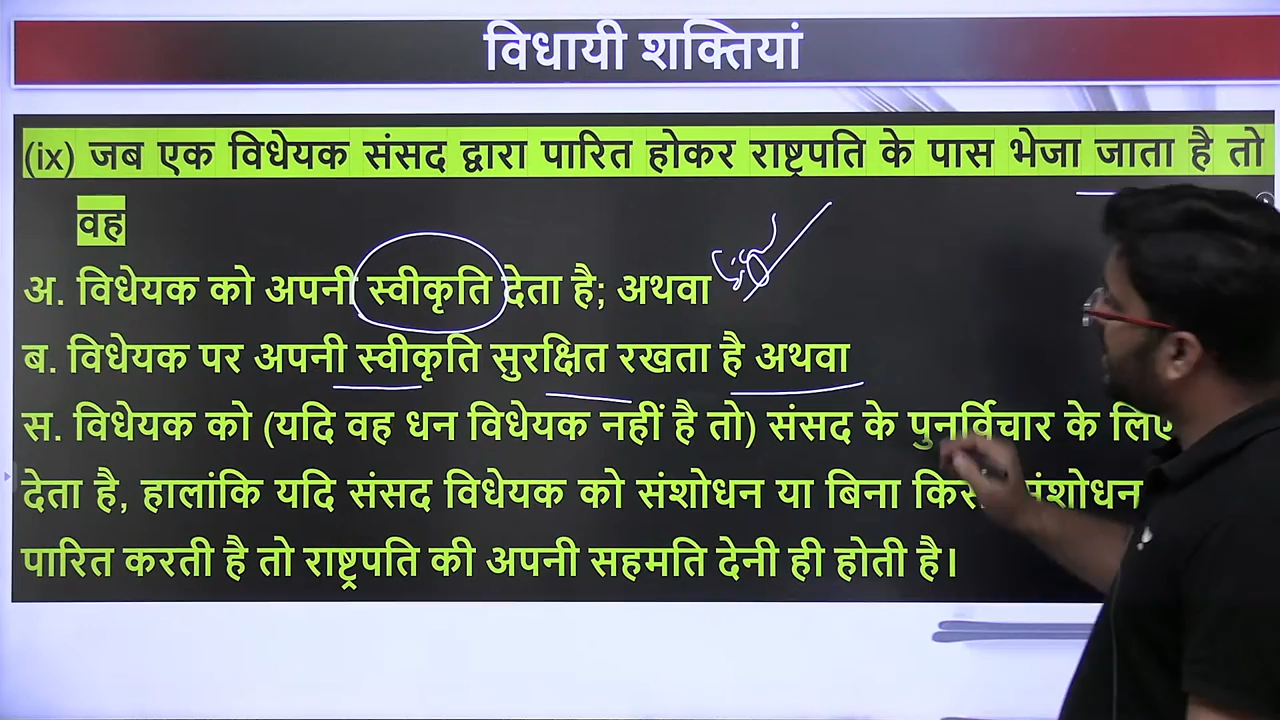 विधायी शक्तियां
(ix) जब एक विधेयक संसद द्वारा पारित होकर राष्ट्रपति के पास भेजा जाता है तो
वह
अ. विधेयक को अपनी स्वीकृति देता है; अथवा
ब. विधेयक पर अपनी स्वीकृति सुरक्षित रखता है अथवा
स. विधेयक को (यदि वह धन विधेयक नहीं है तो) संसद के पुनर्विचार के लिए
देता है, हालांकि यदि संसद विधेयक को संशोधन या बिना संशोधन
पारित करती है तो राष्ट्रपति की अपनी सहमति देनी ही होती है।